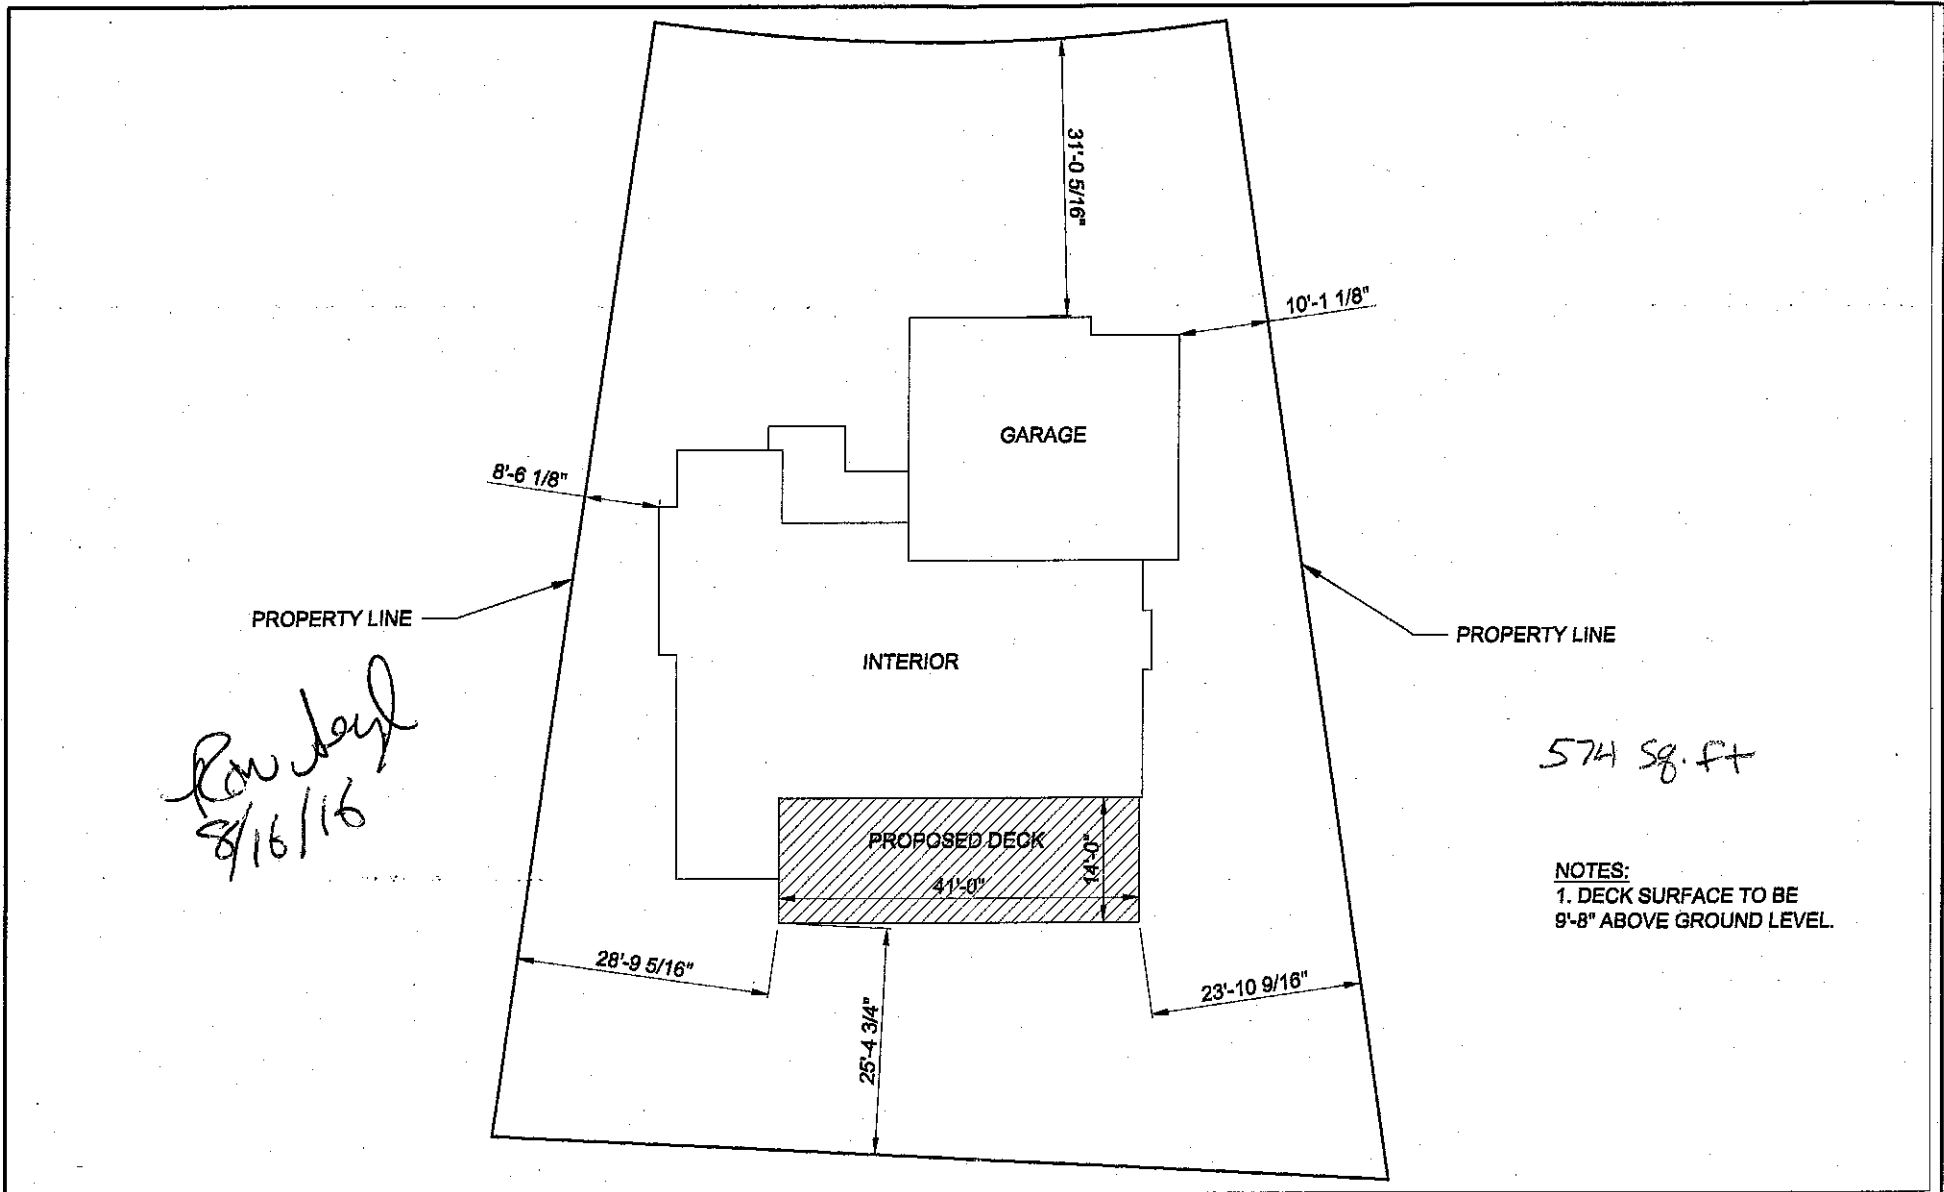 31'-0 5/16"
10'-1 1/8"
GARAGE
8'-6 1/8"
PROPERTY LINE
PROPERTY LINE
INTERIOR
8/16/16
574 sq. ft
PROPOSED DECK
14'-0"
41'-0"
NOTES:
1. DECK SURFACE TO BE
9'-8" ABOVE GROUND LEVEL.
28'-9 5/16"
23'-10 9/16"
25'-4 3/4"